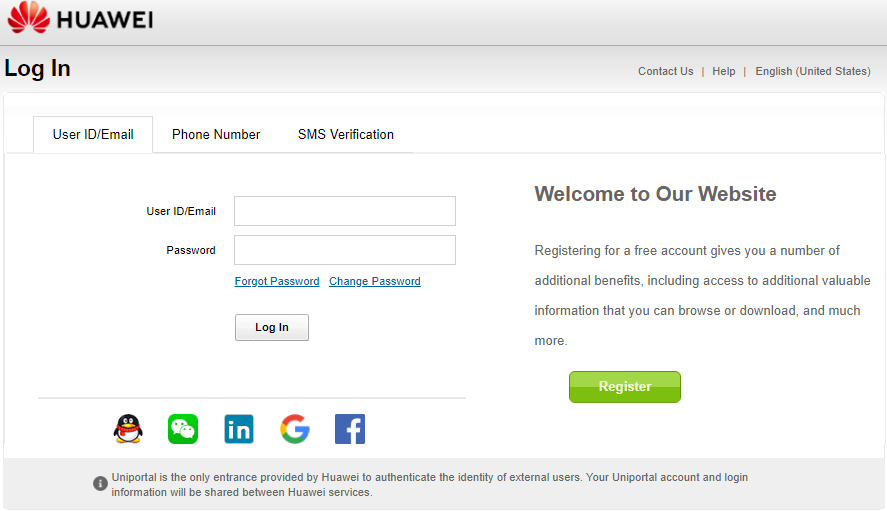 HUAWEI
Log In
Contact Us | Help | English (United States)
User ID/Email
Phone Number
SMS Verification
User ID/Email
Password
Forgot Password
Change Password
Log In
Welcome to Our Website
Registering for a free account gives you a number of
additional benefits, including access to additional valuable
information that you can browse or download, and much
more.
Register
in
G
f
i
Uniportal is the only entrance provided by Huawei to authenticate the identity of external users. Your Uniportal account and login
information will be shared between Huawei services.